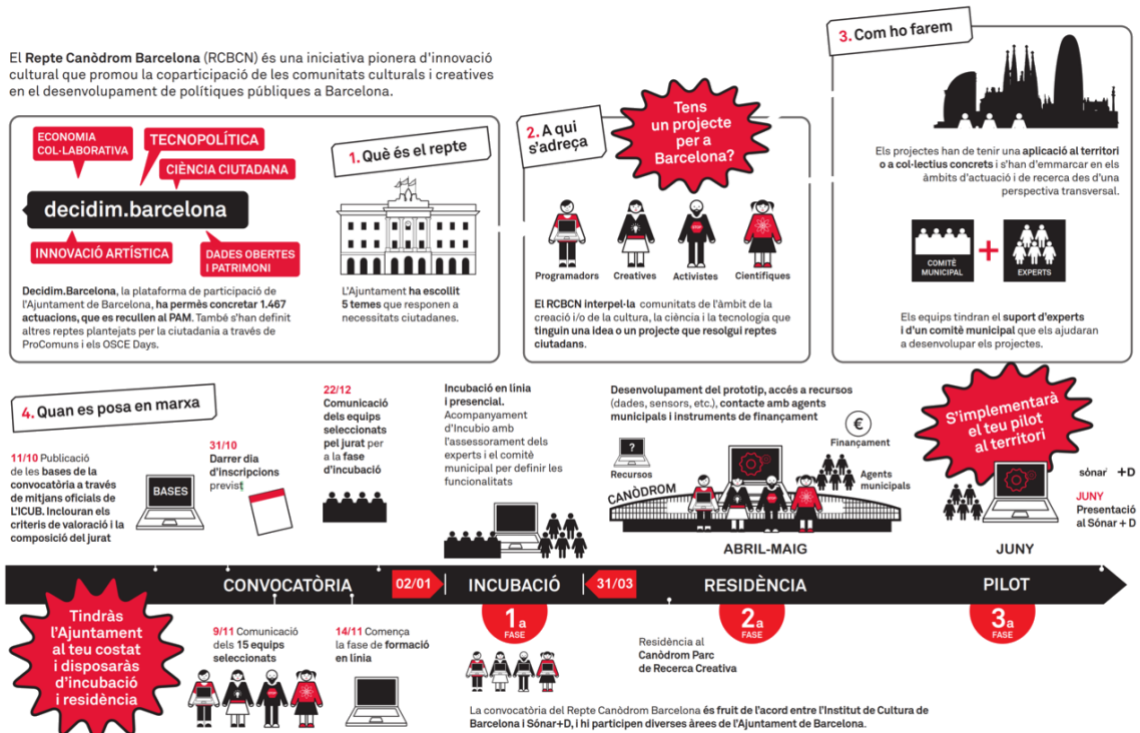 El Repte Canòdrom Barcelona (RCBCN) és una iniciativa pionera d'innovació
cultural que promou la coparticipació de les comunitats culturals i creatives
en el desenvolupament de polítiques públiques a Barcelona.
ECONOMIA
COL·LABORATIVA
TECNOPOLÍTICA
CIÈNCIA CIUTADANA
decidim.barcelona
INNOVACIÓ ARTÍSTICA
DADES OBERTES
I PATRIMONI
Decidim.Barcelona, la plataforma de participació de
l'Ajuntament de Barcelona, ha permès concretar 1.467
actuacions, que es recullen al PAM. També s'han definit
altres reptes plantejats per la ciutadania a través de
ProComuns i els OSCE Days.
1. Què és el repte
L'Ajuntament ha escollit
5 temes que responen a
necessitats ciutadanes.
2. A qui
s'adreça
Tens
un projecte
per a
Barcelona?
Programadors
Creatives
Activistes
Científiques
El RCBCN interpel·la comunitats de l'àmbit de la
creació i/o de la cultura, la ciència i la tecnologia que
tinguin una idea o un projecte que resolgui reptes
ciutadans.
3. Com ho farem
Els projectes han de tenir una aplicació al territori
o a col·lectius concrets i s'han d'emmarcar en els
àmbits d'actuació i de recerca des d'una
perspectiva transversal.
COMITÈ
MUNICIPAL
+
EXPERTS
Els equips tindran el suport d'experts
i d'un comitè municipal que els ajudaran
a desenvolupar els projectes.
4. Quan es posa en marxa
11/10 Publicació
de les bases de la
convocatòria a través
de mitjans oficials de
L'ICUB. Inclouran els
criteris de valoració i la
composició del jurat
BASES
31/10
Darrer dia
d'inscripcions
previst
22/12
Comunicació
dels equips
seleccionats
pel jurat per
a la fase
d'incubació
Incubació en linia
i presencial.
Acompanyament
d'Incubio amb
l'assessorament dels
experts i el comitè
municipal per definir les
funcionalitats
Desenvolupament del prototip, accés a recursos
(dades, sensors, etc.), contacte amb agents
municipals i instruments de finançament
?
Recursos
€
Finançament
Agents
municipals
CANÒDROM
S'implementarà
el teu pilot
al territori
sónar +D
JUNY
Presentació
al Sónar + D
ABRIL-MAIG
JUNY
CONVOCATÒRIA
02/01
INCUBACIÓ
31/03
RESIDÈNCIA
PILOT
Tindràs
l'Ajuntament
al teu costat
i disposaràs
d'incubació
i residència
9/11 Comunicació
dels 15 equips
seleccionats
14/11 Comença
la fase de formació
en linia
1a
FASE
2a
FASE
3a
FASE
Residència al
Canòdrom Parc
de Recerca Creativa
La convocatòria del Repte Canòdrom Barcelona és fruit de l'acord entre l'Institut de Cultura de
Barcelona i Sónar+D, i hi participen diverses àrees de l'Ajuntament de Barcelona.